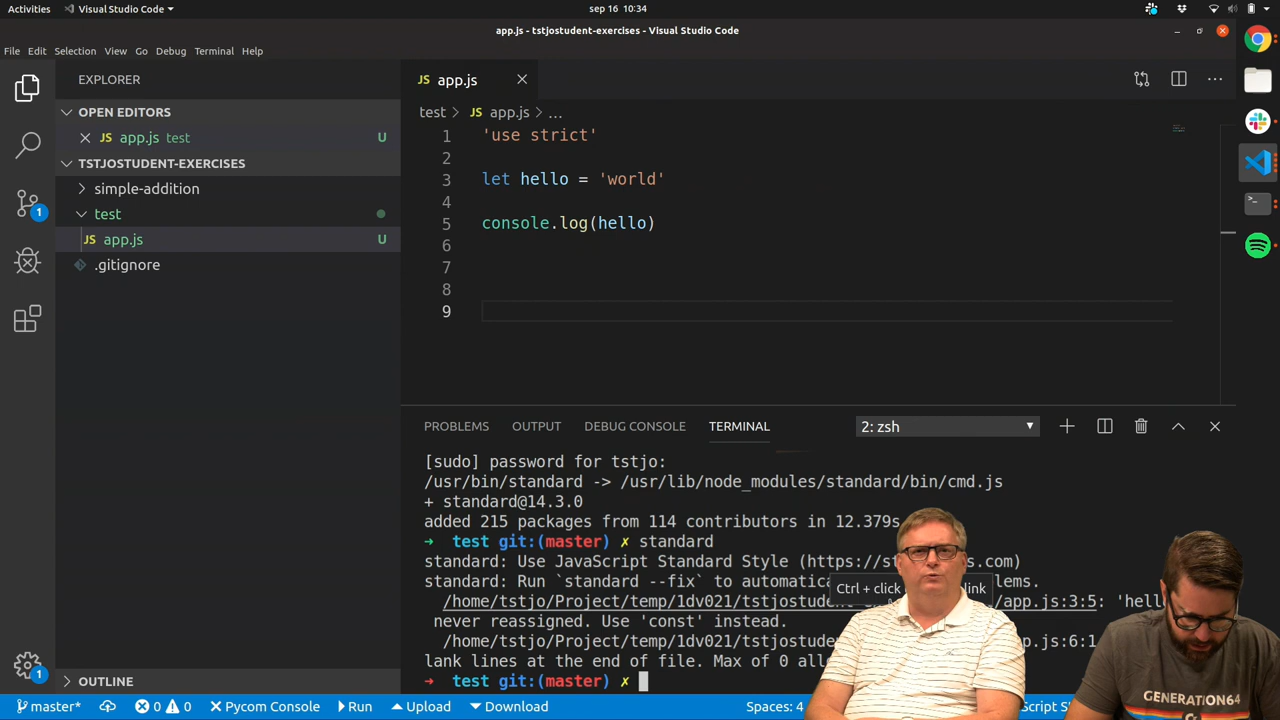 Activities
Visual Studio Code
sep 16 10:34
app.js - tstjostudent-exercises - Visual Studio Code
File Edit Selection View Go Debug Terminal Help
EXPLORER
OPEN EDITORS
JS app.js test U
TSTJOSTUDENT-EXERCISES
simple-addition
test
JS app.js U
.gitignore
OUTLINE
JS app.js
test > JS app.js > ...
1 'use strict'
2
3 let hello = 'world'
4
5 console.log(hello)
6
7
8
9
PROBLEMS OUTPUT DEBUG CONSOLE TERMINAL 2: zsh
[sudo] password for tstjo:
/usr/bin/standard -> /usr/lib/node_modules/standard/bin/cmd.js
+ standard@14.3.0
added 215 packages from 114 contributors in 12.379s
➜ test git:(master) ✗ standard
standard: Use JavaScript Standard Style (https://st s.com)
standard: Run `standard --fix` to automatica lems.
Ctrl + click link
/home/tstjo/Project/temp/1dv021/tstjostudent /app.js:3:5: 'hell
never reassigned. Use 'const' instead.
/home/tstjo/Project/temp/1dv021/tstjostuden js:6:1
lank lines at the end of file. Max of 0 all
➜ test git:(master) ✗
GENERATION64
master* 1 1 0 0 Pycom Console Run Upload Download Spaces: 4 Script